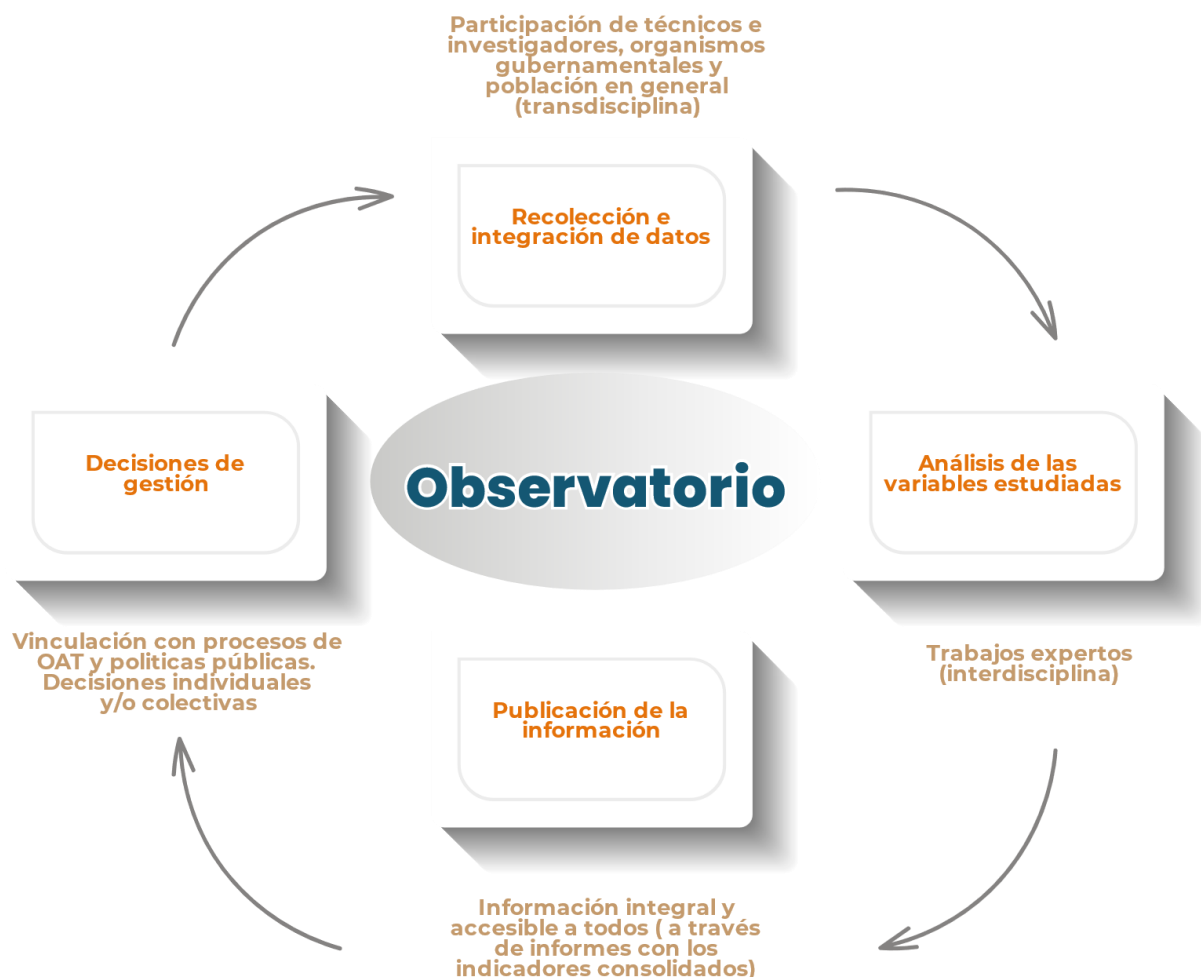 Participación de técnicos e
investigadores, organismos
gubernamentales y
población en general
(transdisciplina)
Recolección e
integración de datos
Decisiones de
gestión
Observatorio
Análisis de las
variables estudiadas
Vinculación con procesos de
OAT y politicas públicas.
Decisiones individuales
y/o colectivas
Trabajos expertos
(interdisciplina)
Publicación de la
información
Información integral y
accesible a todos ( a través
de informes con los
indicadores consolidados)